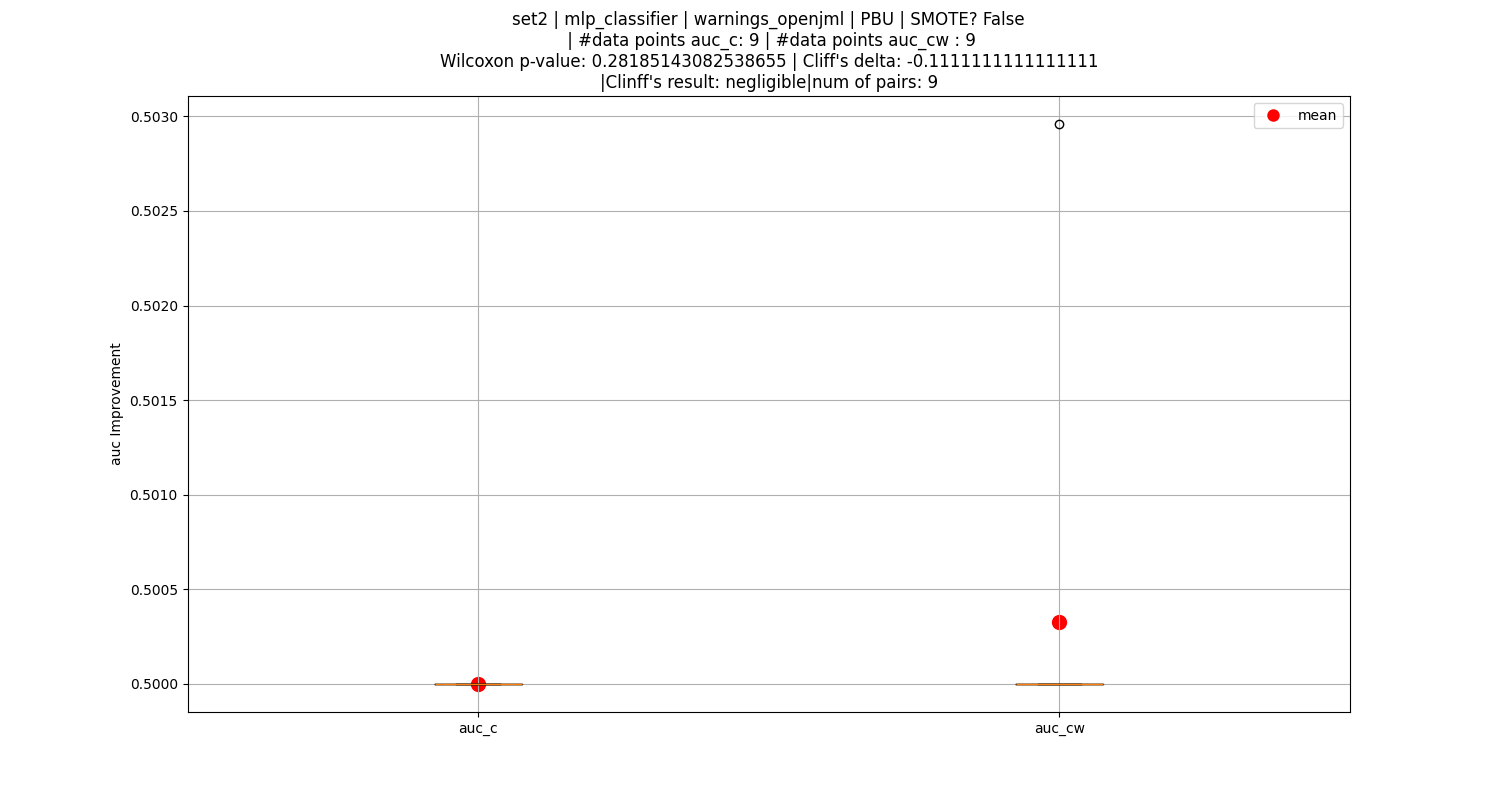 set2 | mlp_classifier | warnings_openjml | PBU | SMOTE? False
| #data points auc_c: 9 | #data points auc_cw : 9
Wilcoxon p-value: 0.28185143082538655 | Cliff's delta: -0.1111111111111111
|Clinff's result: negligible|num of pairs: 9
mean
0.5030
0.5025
0.5020
0.5015
0.5010
0.5005
0.5000
auc Improvement
auc_c
auc_cw